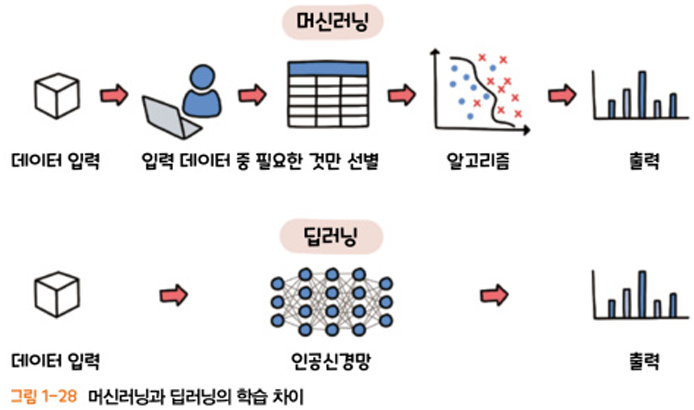 머신러닝
데이터 입력
입력 데이터 중 필요한 것만 선별
알고리즘
출력
딥러닝
데이터 입력
인공신경망
출력
그림 1-28 머신러닝과 딥러닝의 학습 차이